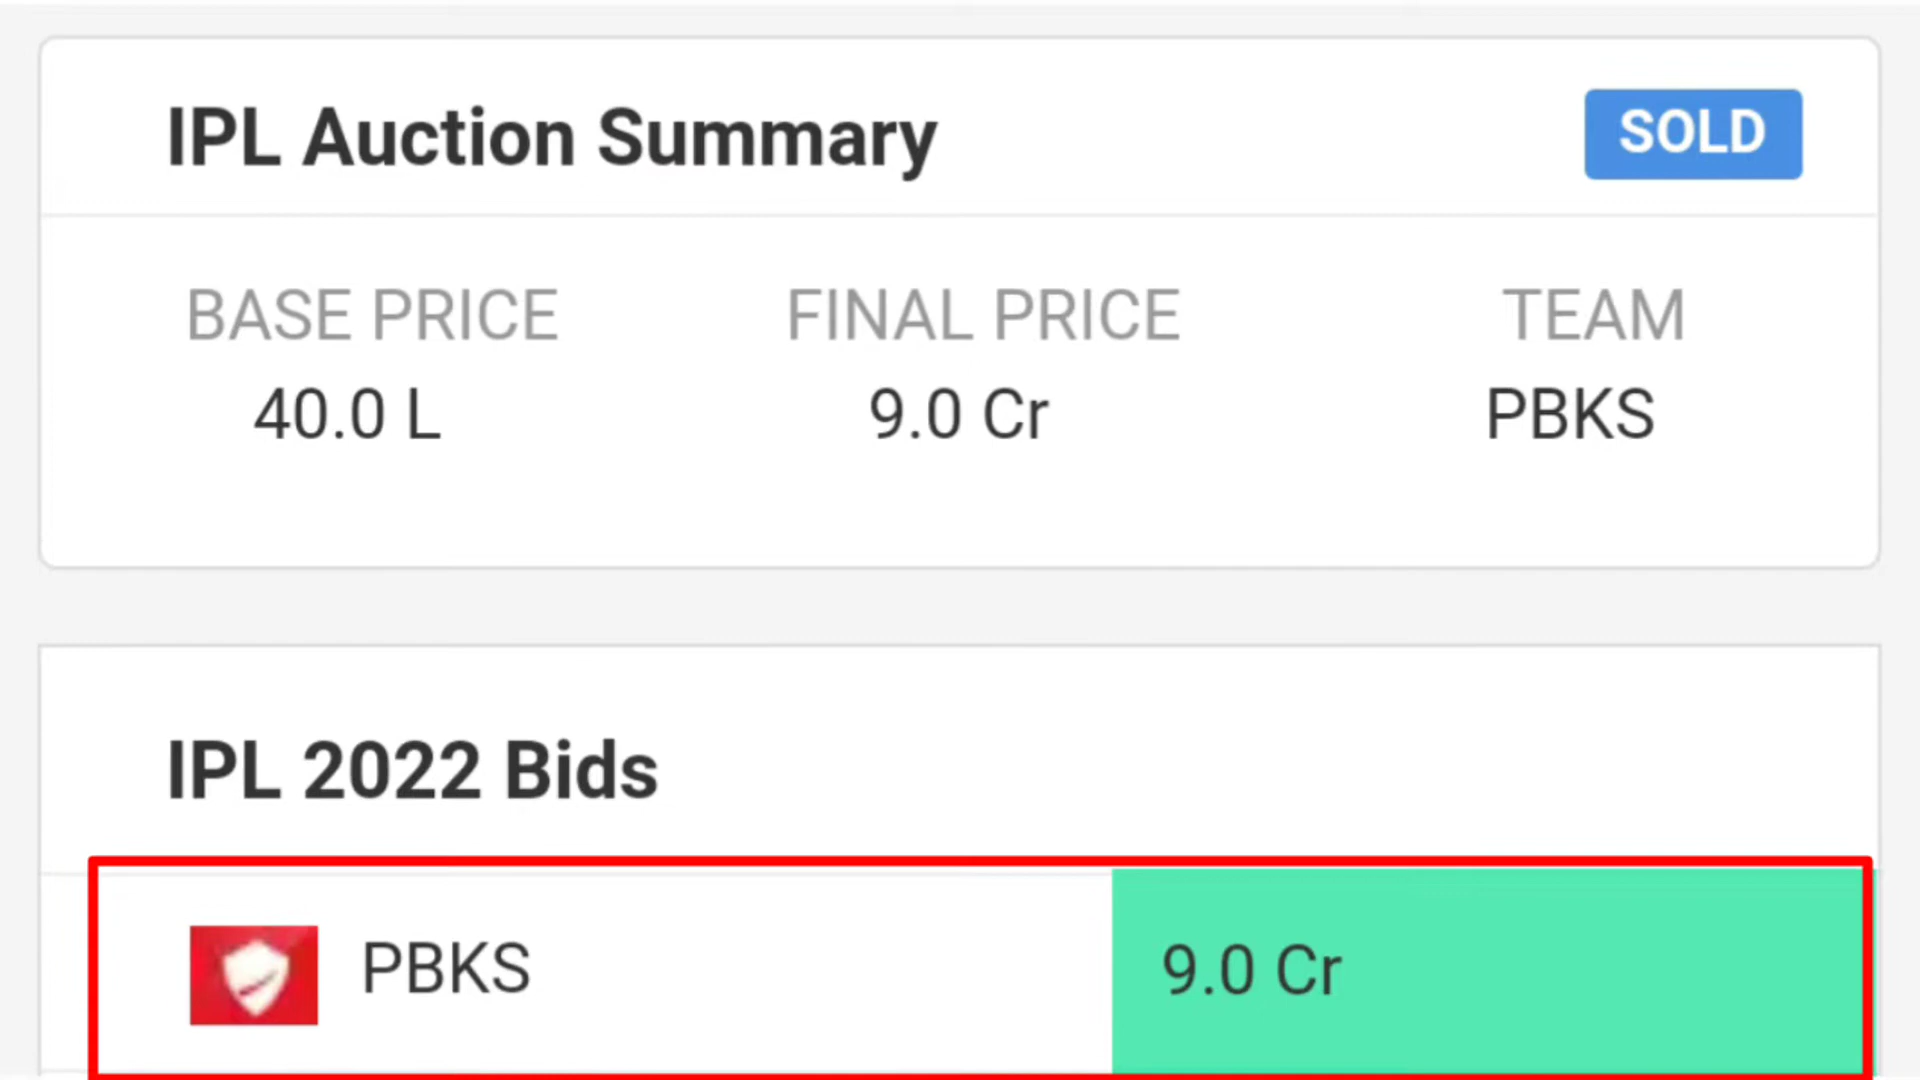 IPL Auction Summary SOLD
BASE PRICE FINAL PRICE TEAM
40.0 L 9.0 Cr PBKS
IPL 2022 Bids
PBKS 9.0 Cr